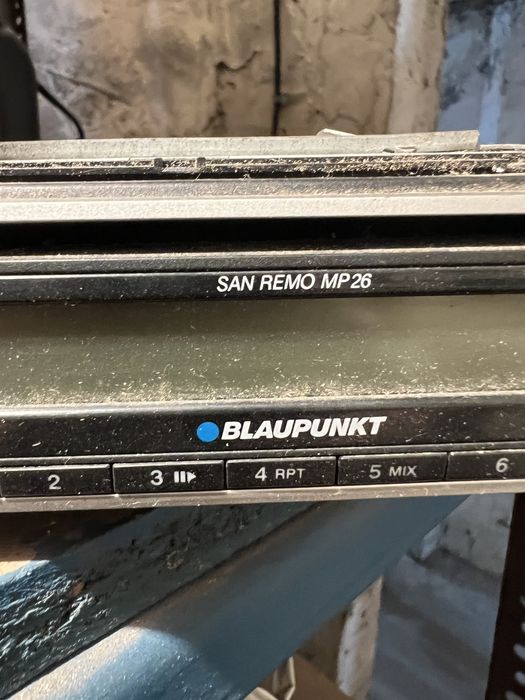 SAN REMO MP26
BLAUPUNKT
2 3 4 RPT 5 MIX 6